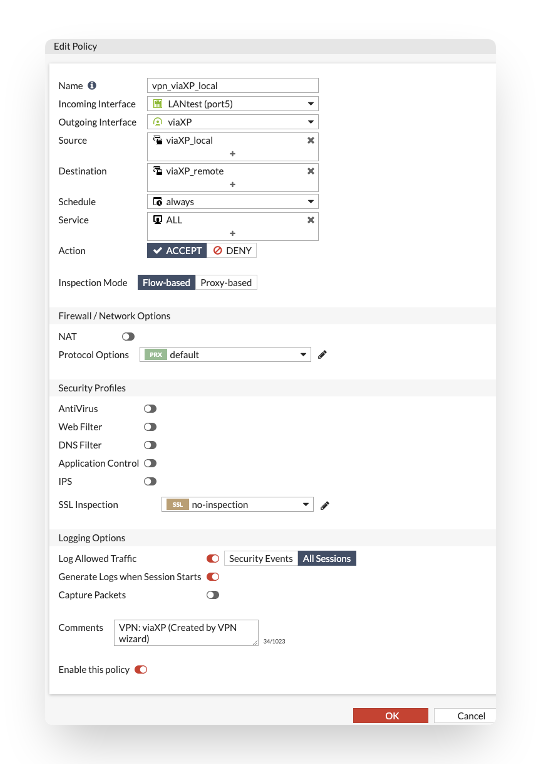 Edit Policy
Name
vpn_viaXP_local
Incoming Interface
LANtest (port5)
Outgoing Interface
viaXP
Source
viaXP_local
+
Destination
viaXP_remote
+
Schedule
always
Service
ALL
+
Action
ACCEPT DENY
Inspection Mode
Flow-based Proxy-based
Firewall / Network Options
NAT
Protocol Options
PRX default
Security Profiles
AntiVirus
Web Filter
DNS Filter
Application Control
IPS
SSL Inspection
SSL no-inspection
Logging Options
Log Allowed Traffic
Security Events All Sessions
Generate Logs when Session Starts
Capture Packets
Comments
VPN: viaXP (Created by VPN
wizard)
34/1023
Enable this policy
OK Cancel